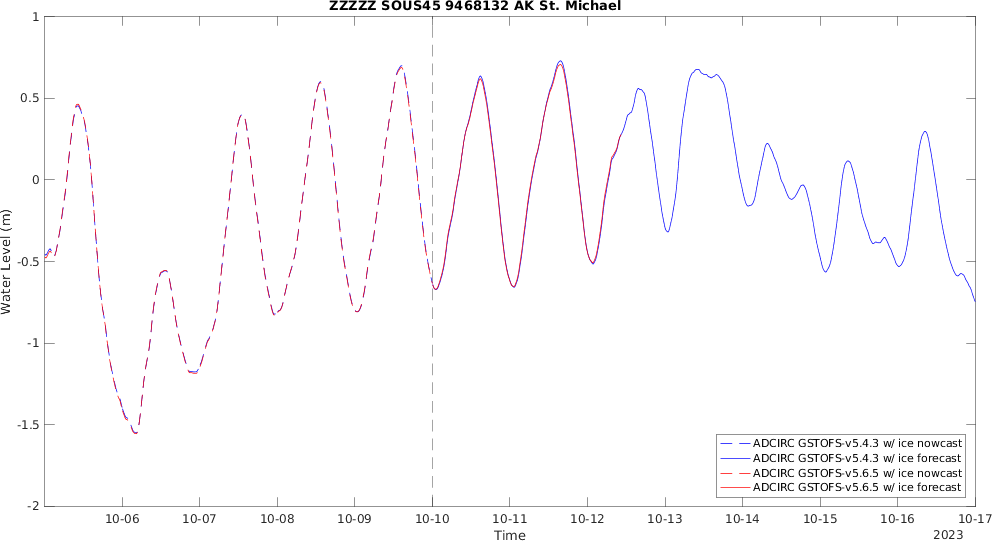 ZZZZZ SOUS45 9468132 AK St. Michael
1
0.5
0
-0.5
-1
-1.5
-2
Water Level (m)
10-06 10-07 10-08 10-09 10-10 10-11 10-12 10-13 10-14 10-15 10-16 10-17
Time
2023
ADCIRC GSTOFS-v5.4.3 w/ ice nowcast
ADCIRC GSTOFS-v5.4.3 w/ ice forecast
ADCIRC GSTOFS-v5.6.5 w/ ice nowcast
ADCIRC GSTOFS-v5.6.5 w/ ice forecast